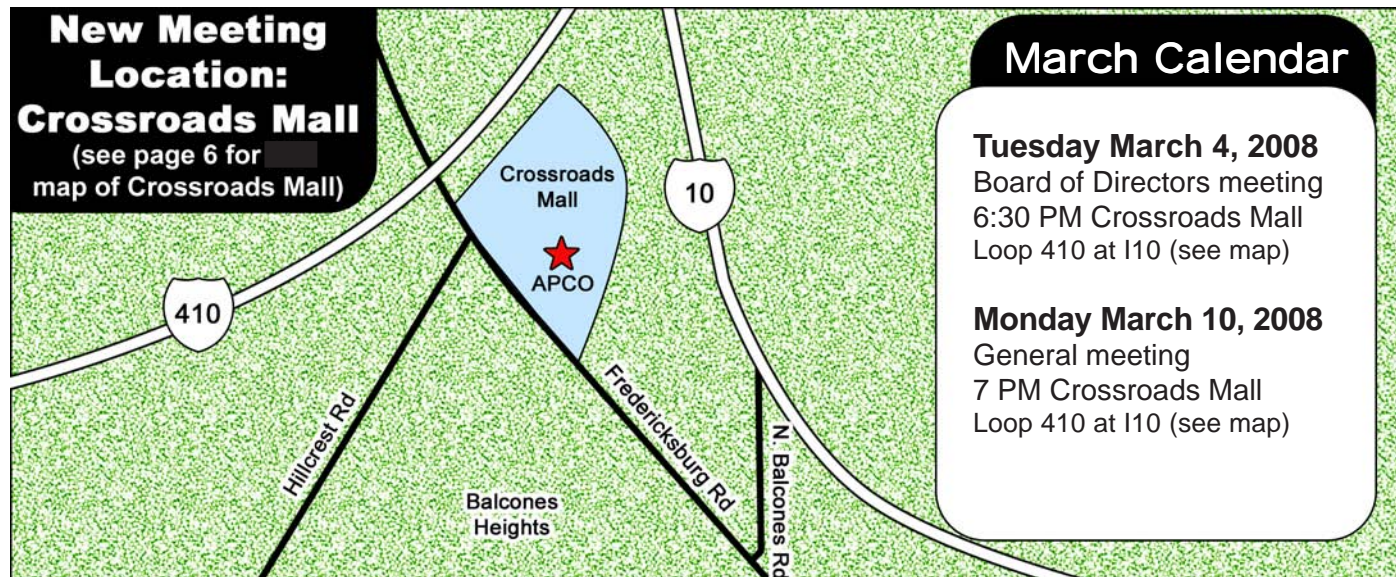 New Meeting
Location:
Crossroads Mall
(see page 6 for
map of Crossroads Mall)
Crossroads
Mall
APCO
10
410
Hillcrest Rd
Fredericksburg Rd
N. Balcones Rd
Balcones
Heights
March Calendar
Tuesday March 4, 2008
Board of Directors meeting
6:30 PM Crossroads Mall
Loop 410 at I10 (see map)
Monday March 10, 2008
General meeting
7 PM Crossroads Mall
Loop 410 at I10 (see map)